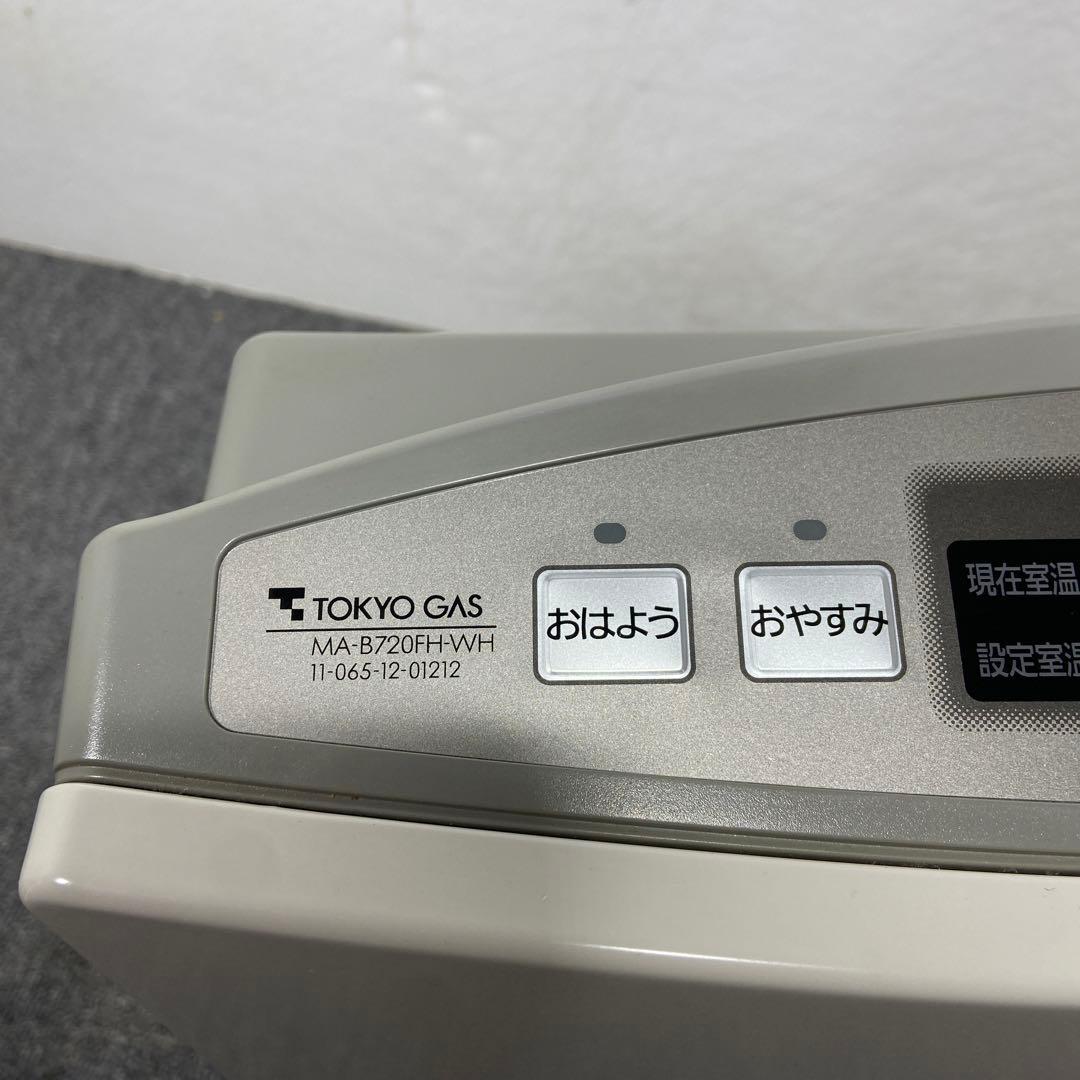 TOKYO GAS
MA-B720FH-WH
11-065-12-01212
おはよう
おやすみ
現在室温
設定室温